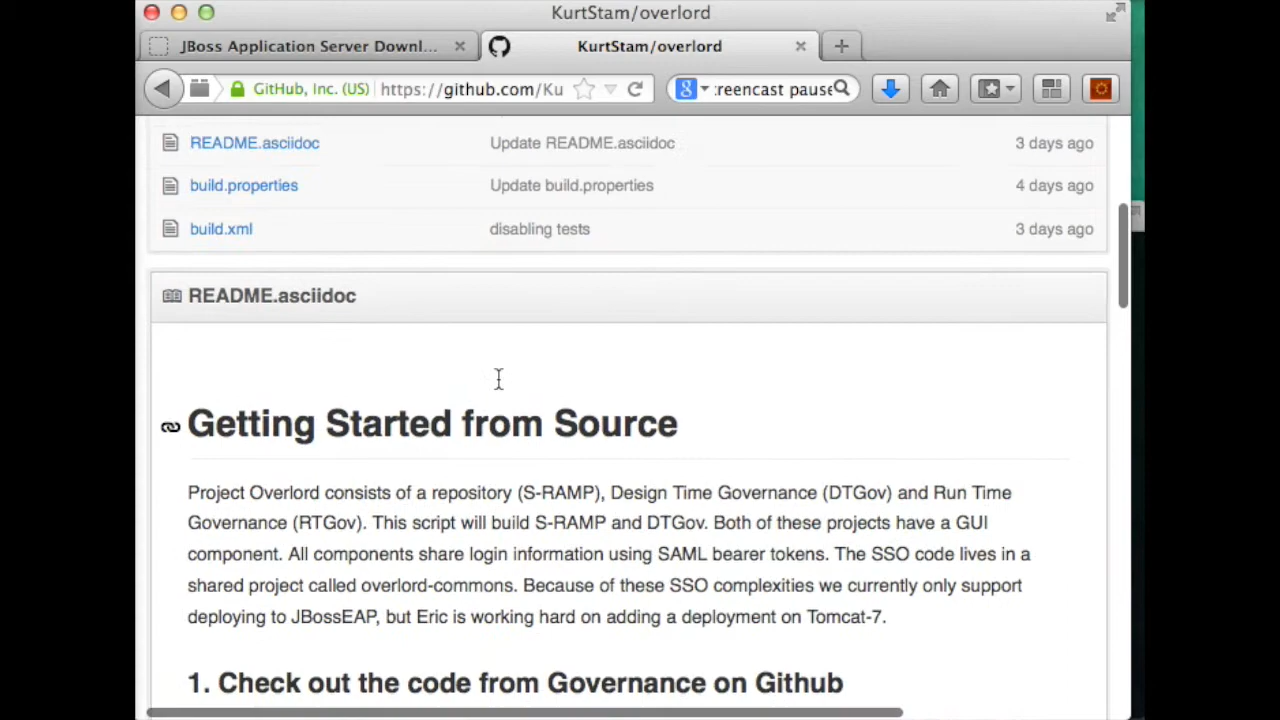 KurtStam/overlord
JBoss Application Server Downl...
KurtStam/overlord
GitHub, Inc. (US)
https://github.com/Ku
reencast pause
README.asciidoc
Update README.asciidoc
3 days ago
build.properties
Update build.properties
4 days ago
build.xml
disabling tests
3 days ago
README.asciidoc
Getting Started from Source
Project Overlord consists of a repository (S-RAMP), Design Time Governance (DTGov) and Run Time
Governance (RTGov). This script will build S-RAMP and DTGov. Both of these projects have a GUI
component. All components share login information using SAML bearer tokens. The SSO code lives in a
shared project called overlord-commons. Because of these SSO complexities we currently only support
deploying to JBossEAP, but Eric is working hard on adding a deployment on Tomcat-7.
1. Check out the code from Governance on Github